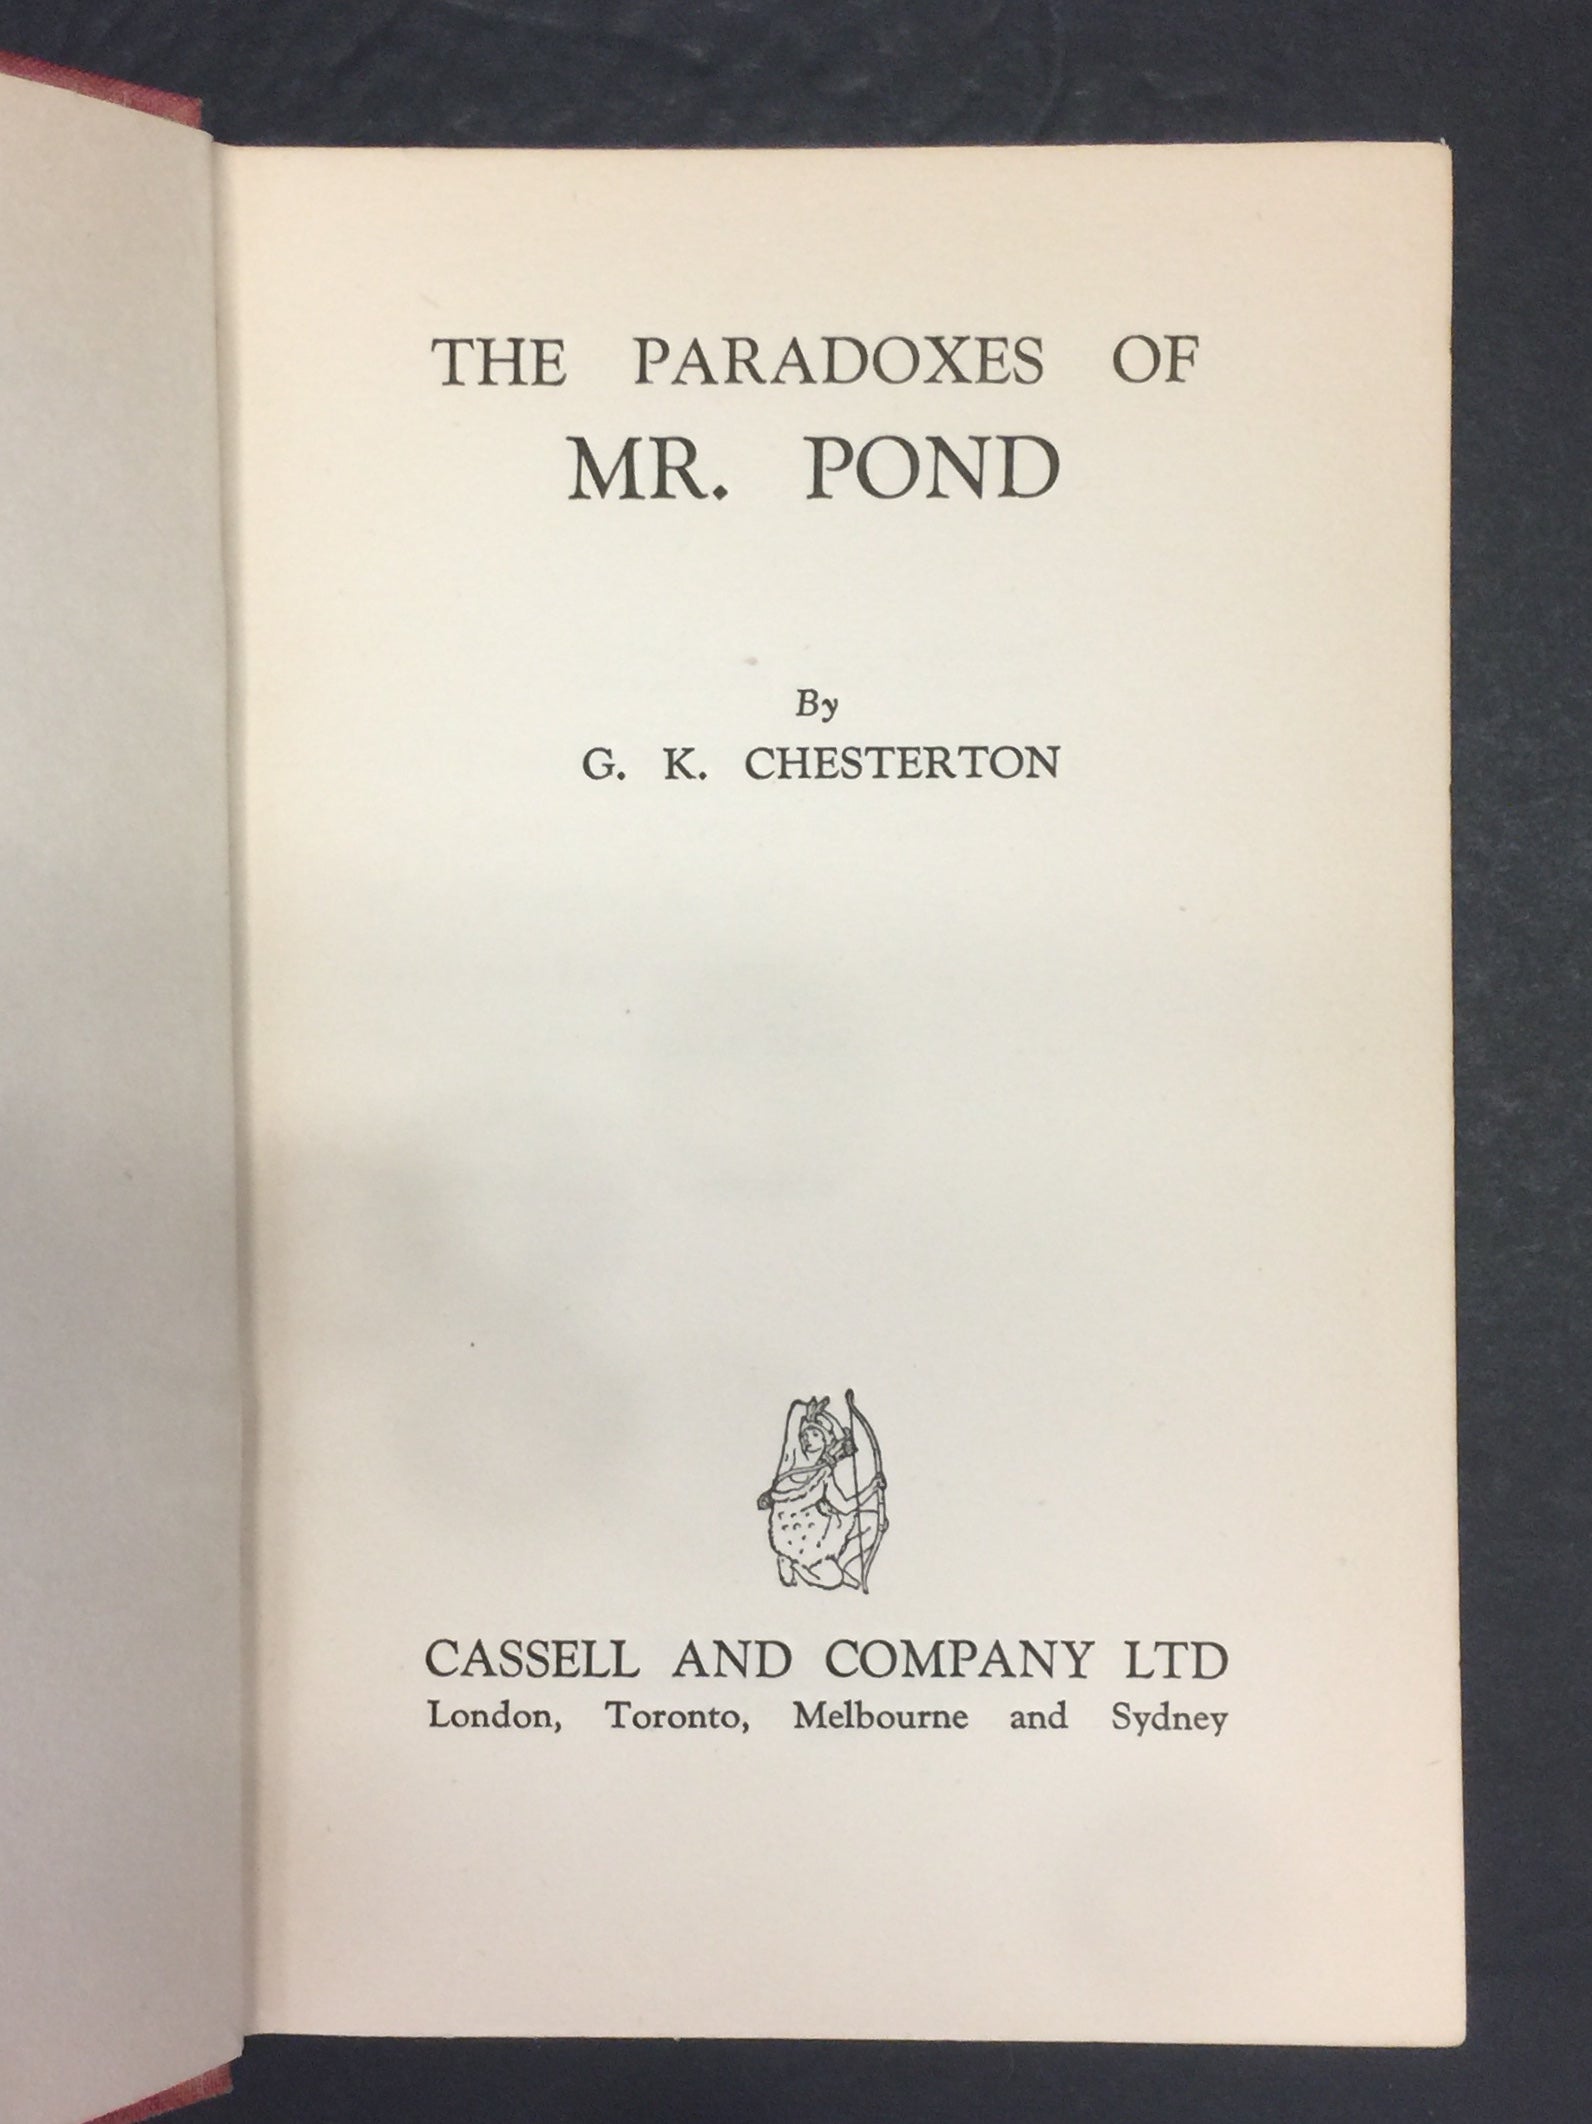 THE PARADOXES OF
MR. POND
By
G. K. CHESTERTON
CASSELL AND COMPANY LTD
London, Toronto, Melbourne and Sydney